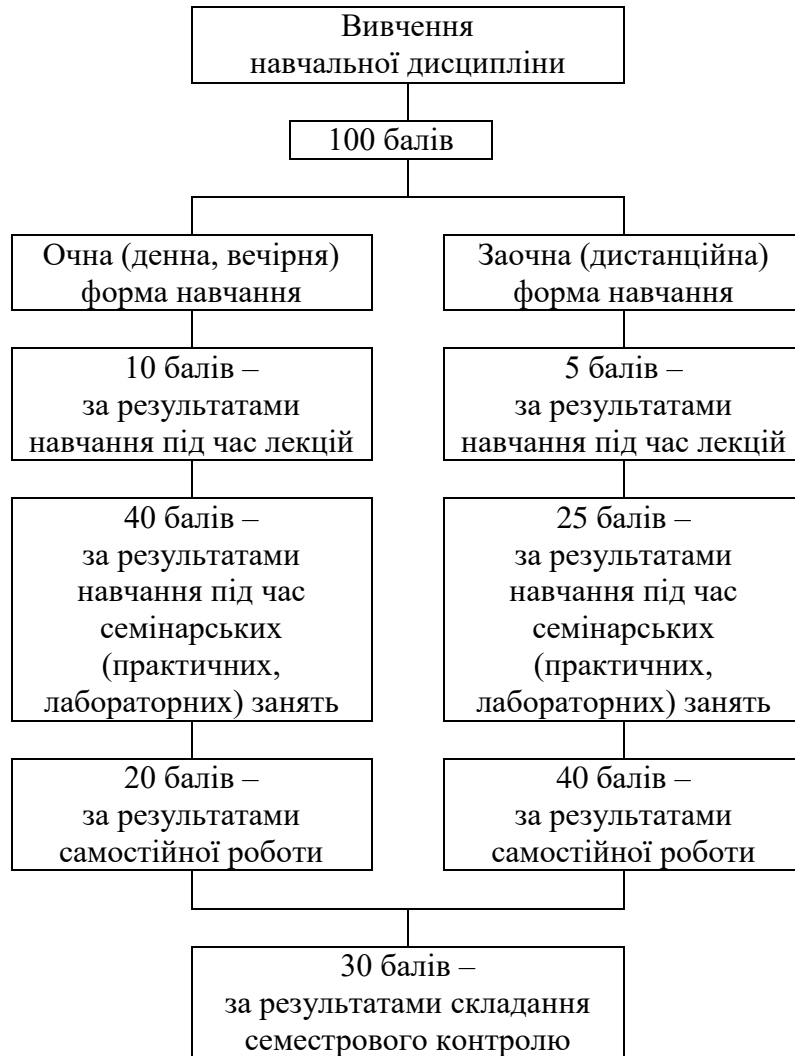 Вивчення
навчальної дисципліни
100 балів
Очна (денна, вечірня)
форма навчання
Заочна (дистанційна)
форма навчання
10 балів –
за результатами
навчання під час лекцій
5 балів –
за результатами
навчання під час лекцій
40 балів –
за результатами
навчання під час
семінарських
(практичних,
лабораторних) занять
25 балів –
за результатами
навчання під час
семінарських
(практичних,
лабораторних) занять
20 балів –
за результатами
самостійної роботи
40 балів –
за результатами
самостійної роботи
30 балів –
за результатами складання
семестрового контролю